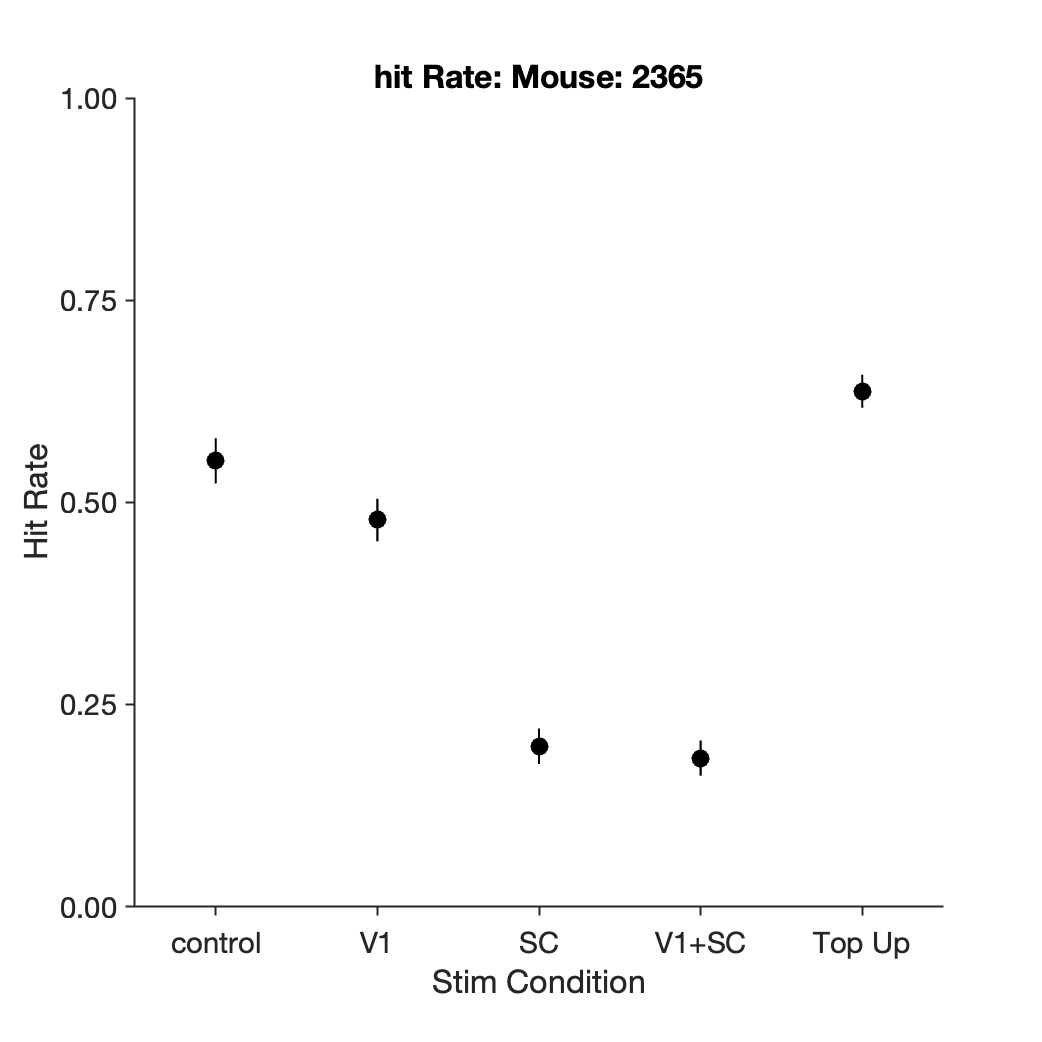 hit Rate: Mouse: 2365
1.00
0.75
0.50
0.25
0.00
Hit Rate
control
V1
SC
V1+SC
Top Up
Stim Condition